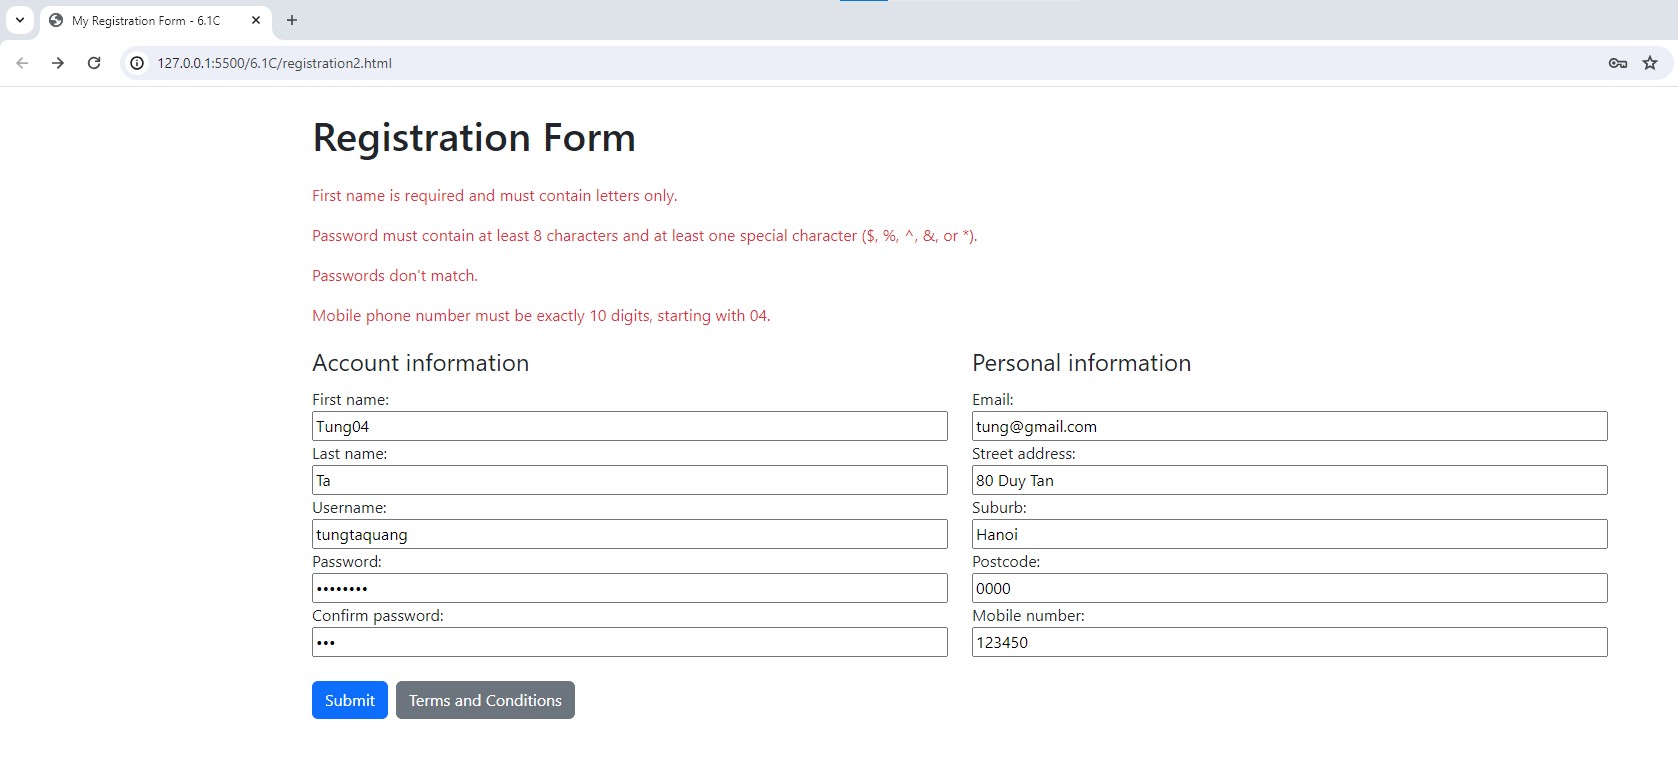 My Registration Form - 6.1C
127.0.0.1:5500/6.1C/registration2.html
Registration Form
First name is required and must contain letters only.
Password must contain at least 8 characters and at least one special character ($, %, ^, &, or *).
Passwords don't match.
Mobile phone number must be exactly 10 digits, starting with 04.
Account information
First name:
Tung04
Last name:
Ta
Username:
tungtaquang
Password:
••••••••
Confirm password:
•••
Personal information
Email:
tung@gmail.com
Street address:
80 Duy Tan
Suburb:
Hanoi
Postcode:
0000
Mobile number:
123450
Submit
Terms and Conditions